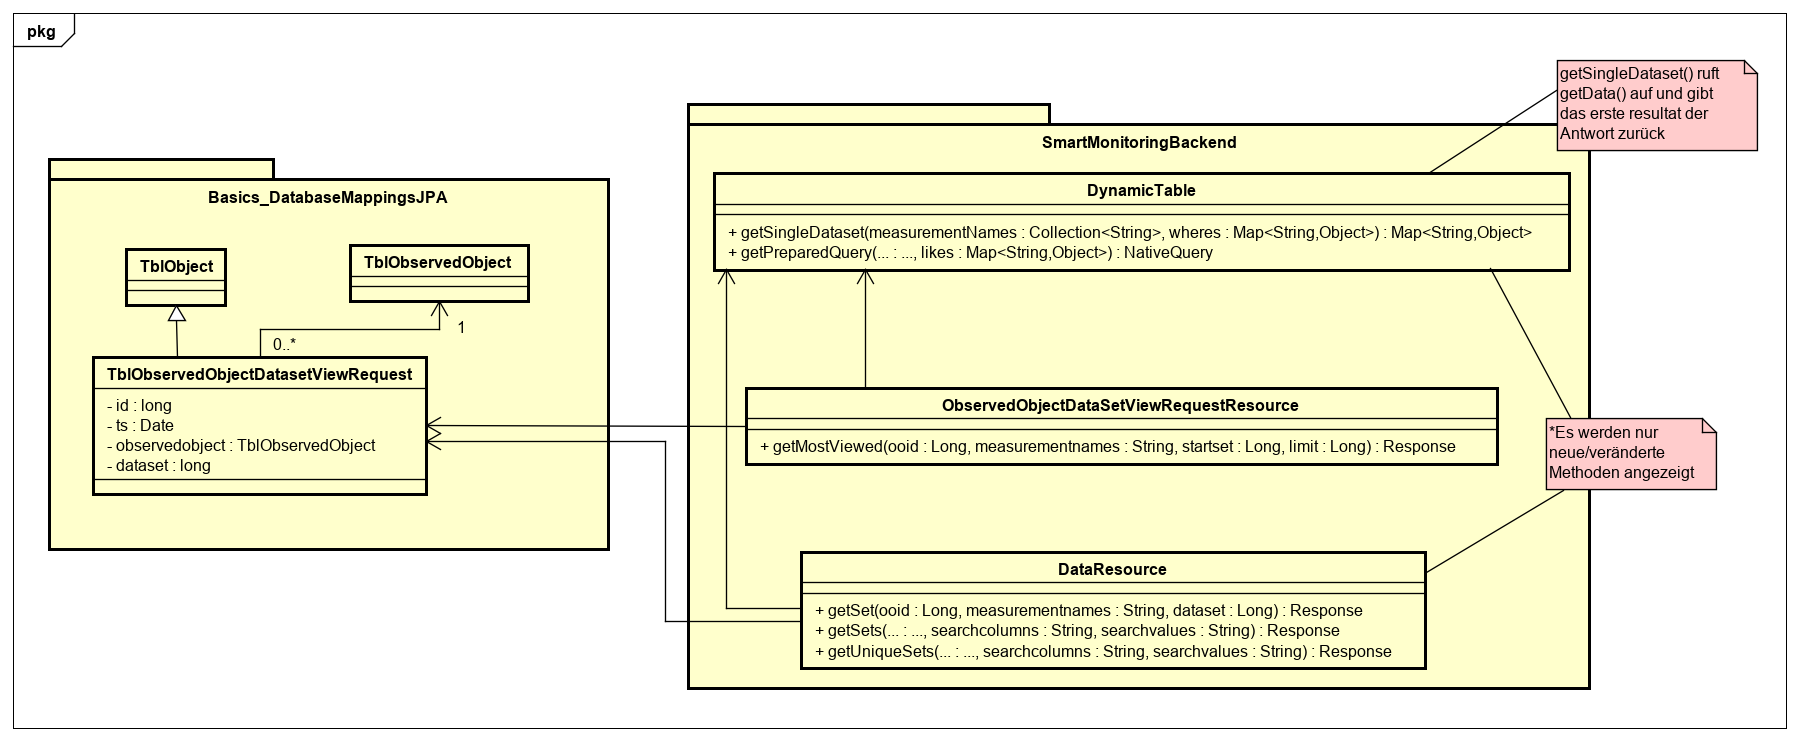 pkg
Basics_DatabaseMappingsJPA
TblObject
TblObservedObject
1
0..*
TblObservedObjectDatasetViewRequest
- id : long
- ts : Date
- observedobject : TblObservedObject
- dataset : long
SmartMonitoringBackend
DynamicTable
+ getSingleDataset(measurementNames : Collection<String>, wheres : Map<String,Object>) : Map<String,Object>
+ getPreparedQuery(... : ..., likes : Map<String,Object>) : NativeQuery
ObservedObjectDataSetViewRequestResource
+ getMostViewed(ooid : Long, measurementnames : String, startset : Long, limit : Long) : Response
DataResource
+ getSet(ooid : Long, measurementnames : String, dataset : Long) : Response
+ getSets(... : ..., searchcolumns : String, searchvalues : String) : Response
+ getUniqueSets(... : ..., searchcolumns : String, searchvalues : String) : Response
getSingleDataset() ruft
getData() auf und gibt
das erste resultat der
Antwort zurück
*Es werden nur
neue/veränderte
Methoden angezeigt